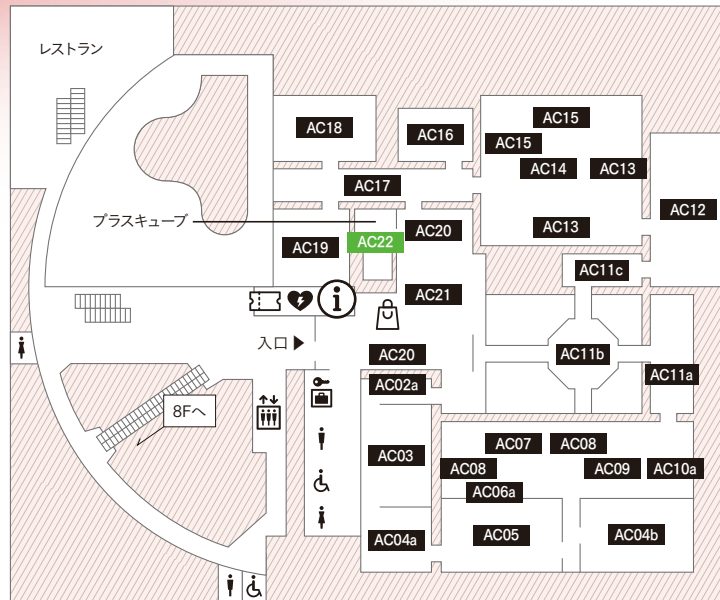 レストラン
AC18
AC16
AC15
AC15
AC14
AC13
AC17
AC12
プラスキューブ
AC22
AC20
AC19
AC13
AC11c
AC21
i
入口
AC20
AC02a
AC11b
AC11a
8Fへ
AC03
AC07
AC08
AC08
AC09
AC10a
AC06a
AC04a
AC05
AC04b